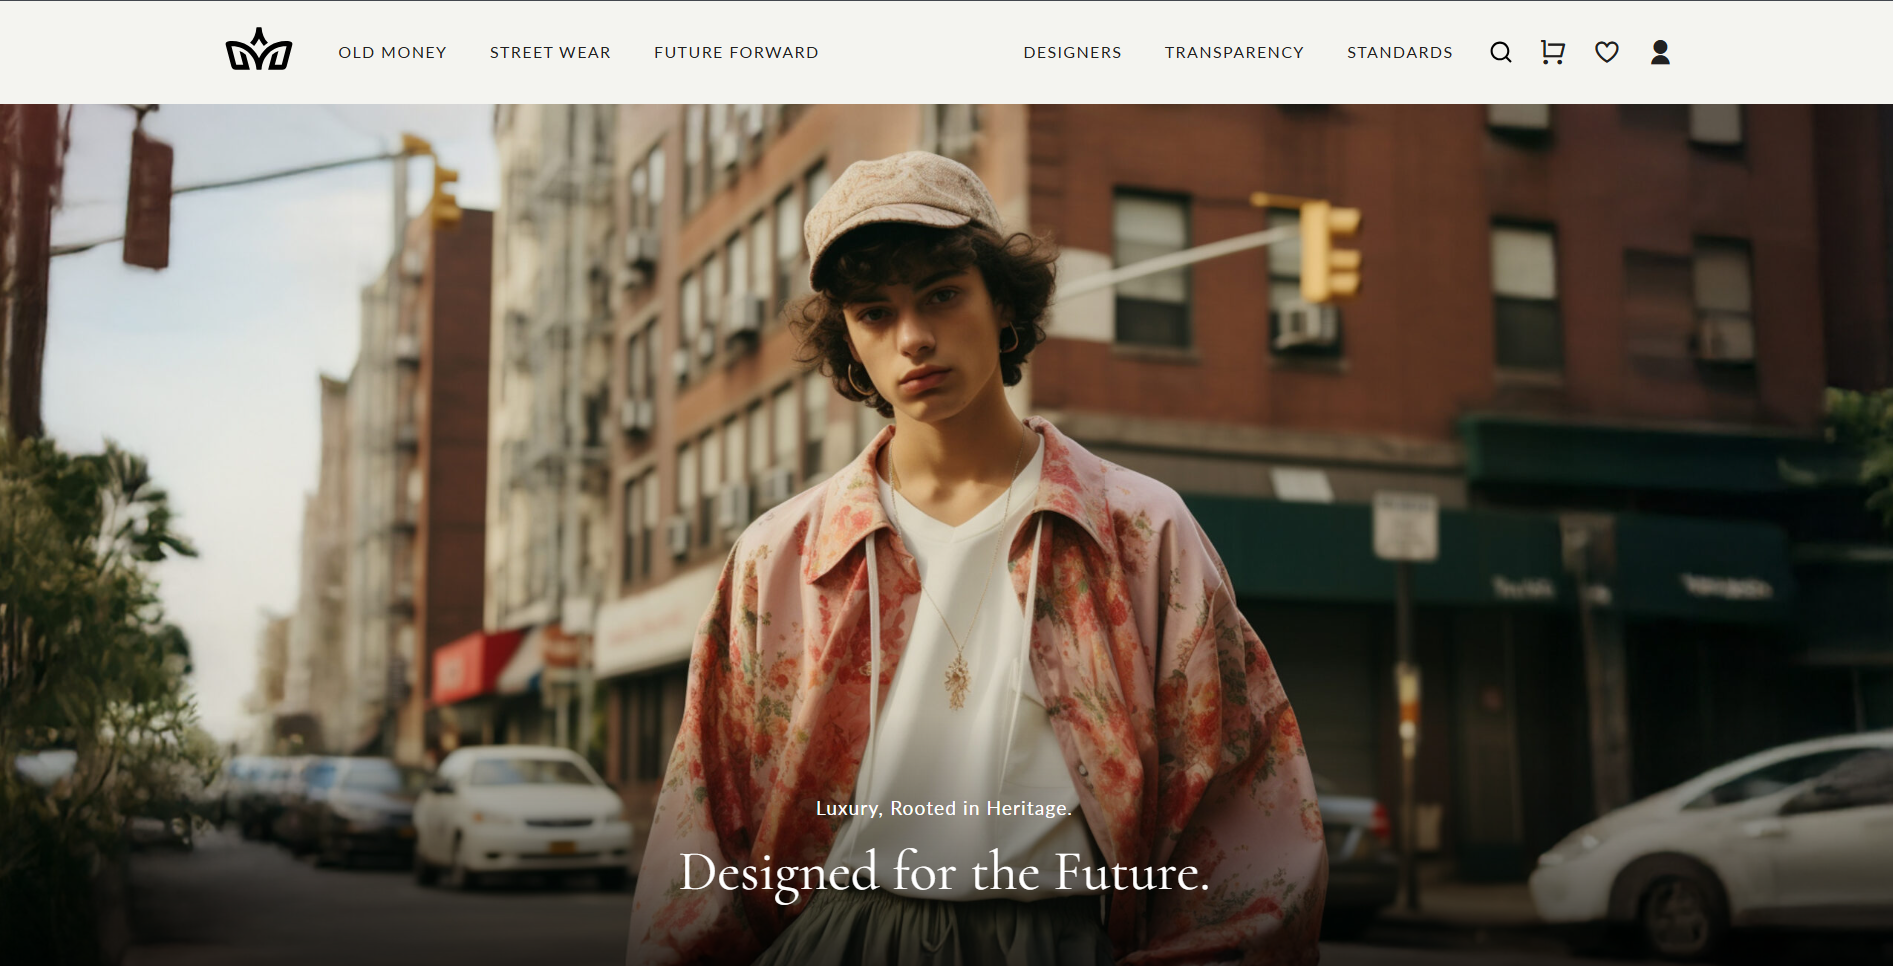 OLD MONEY
STREET WEAR
FUTURE FORWARD
DESIGNERS
TRANSPARENCY
STANDARDS
Luxury, Rooted in Heritage.
Designed for the Future.